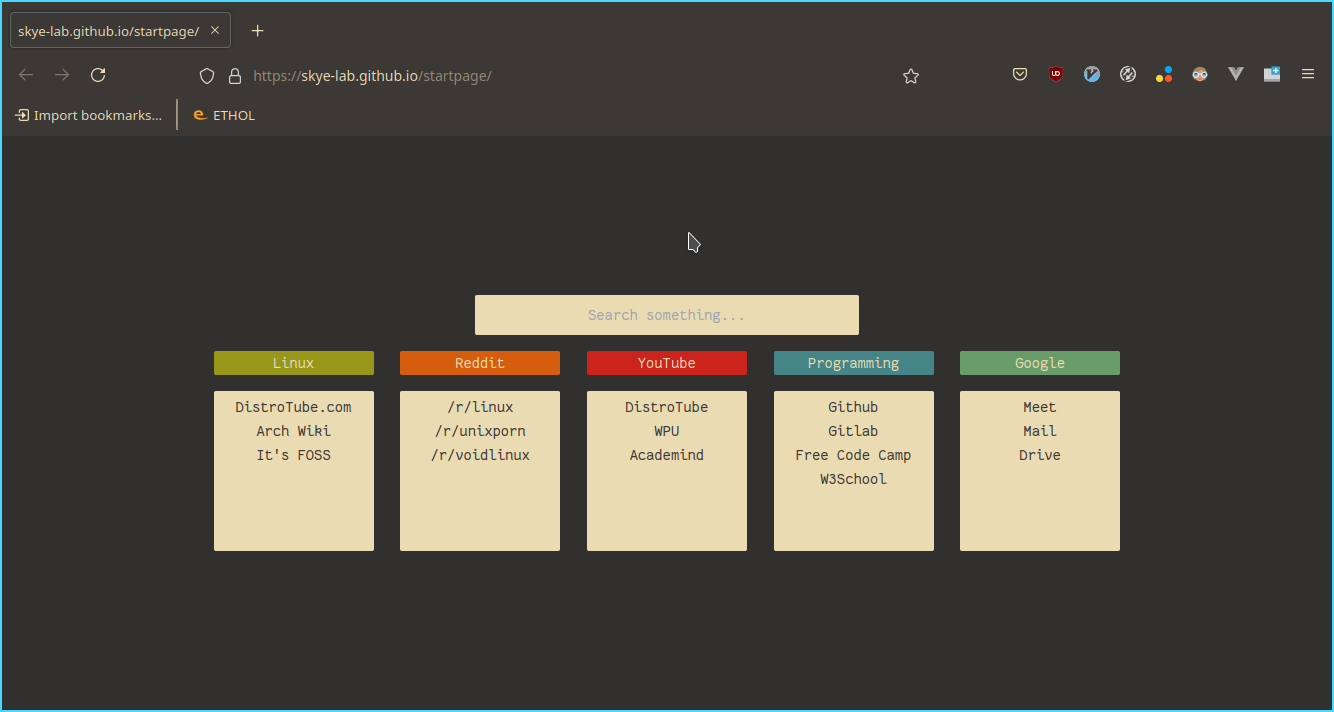 skye-lab.github.io/startpage/
https://skye-lab.github.io/startpage/
Import bookmarks...
ETHOL
Search something...
Linux
Reddit
YouTube
Programming
Google
DistroTube.com
Arch Wiki
It's FOSS
/r/linux
/r/unixporn
/r/voidlinux
DistroTube
WPU
Academind
Github
Gitlab
Free Code Camp
W3School
Meet
Mail
Drive